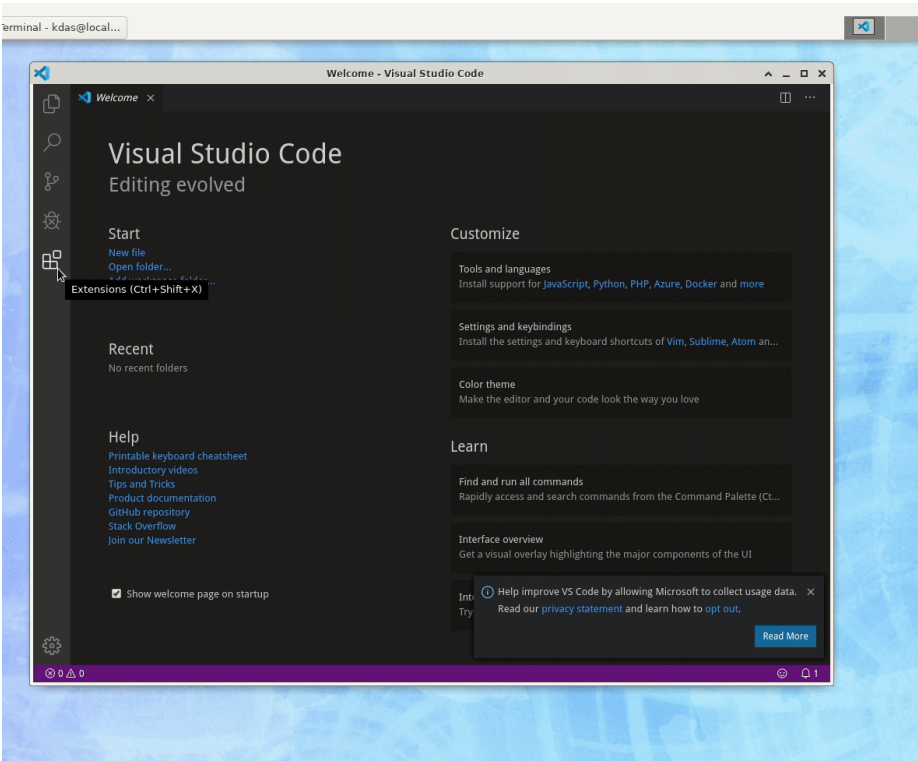 Terminal - kdas@local...
Welcome - Visual Studio Code
Welcome
Visual Studio Code
Editing evolved
Start
New file
Open folder...
Extensions (Ctrl+Shift+X)
Recent
No recent folders
Help
Printable keyboard cheatsheet
Introductory videos
Tips and Tricks
Product documentation
GitHub repository
Stack Overflow
Join our Newsletter
Show welcome page on startup
Customize
Tools and languages
Install support for JavaScript, Python, PHP, Azure, Docker and more
Settings and keybindings
Install the settings and keyboard shortcuts of Vim, Sublime, Atom an...
Color theme
Make the editor and your code look the way you love
Learn
Find and run all commands
Rapidly access and search commands from the Command Palette (Ct...
Interface overview
Get a visual overlay highlighting the major components of the UI
Try
Help improve VS Code by allowing Microsoft to collect usage data.
Read our privacy statement and learn how to opt out.
Read More
0 0
1